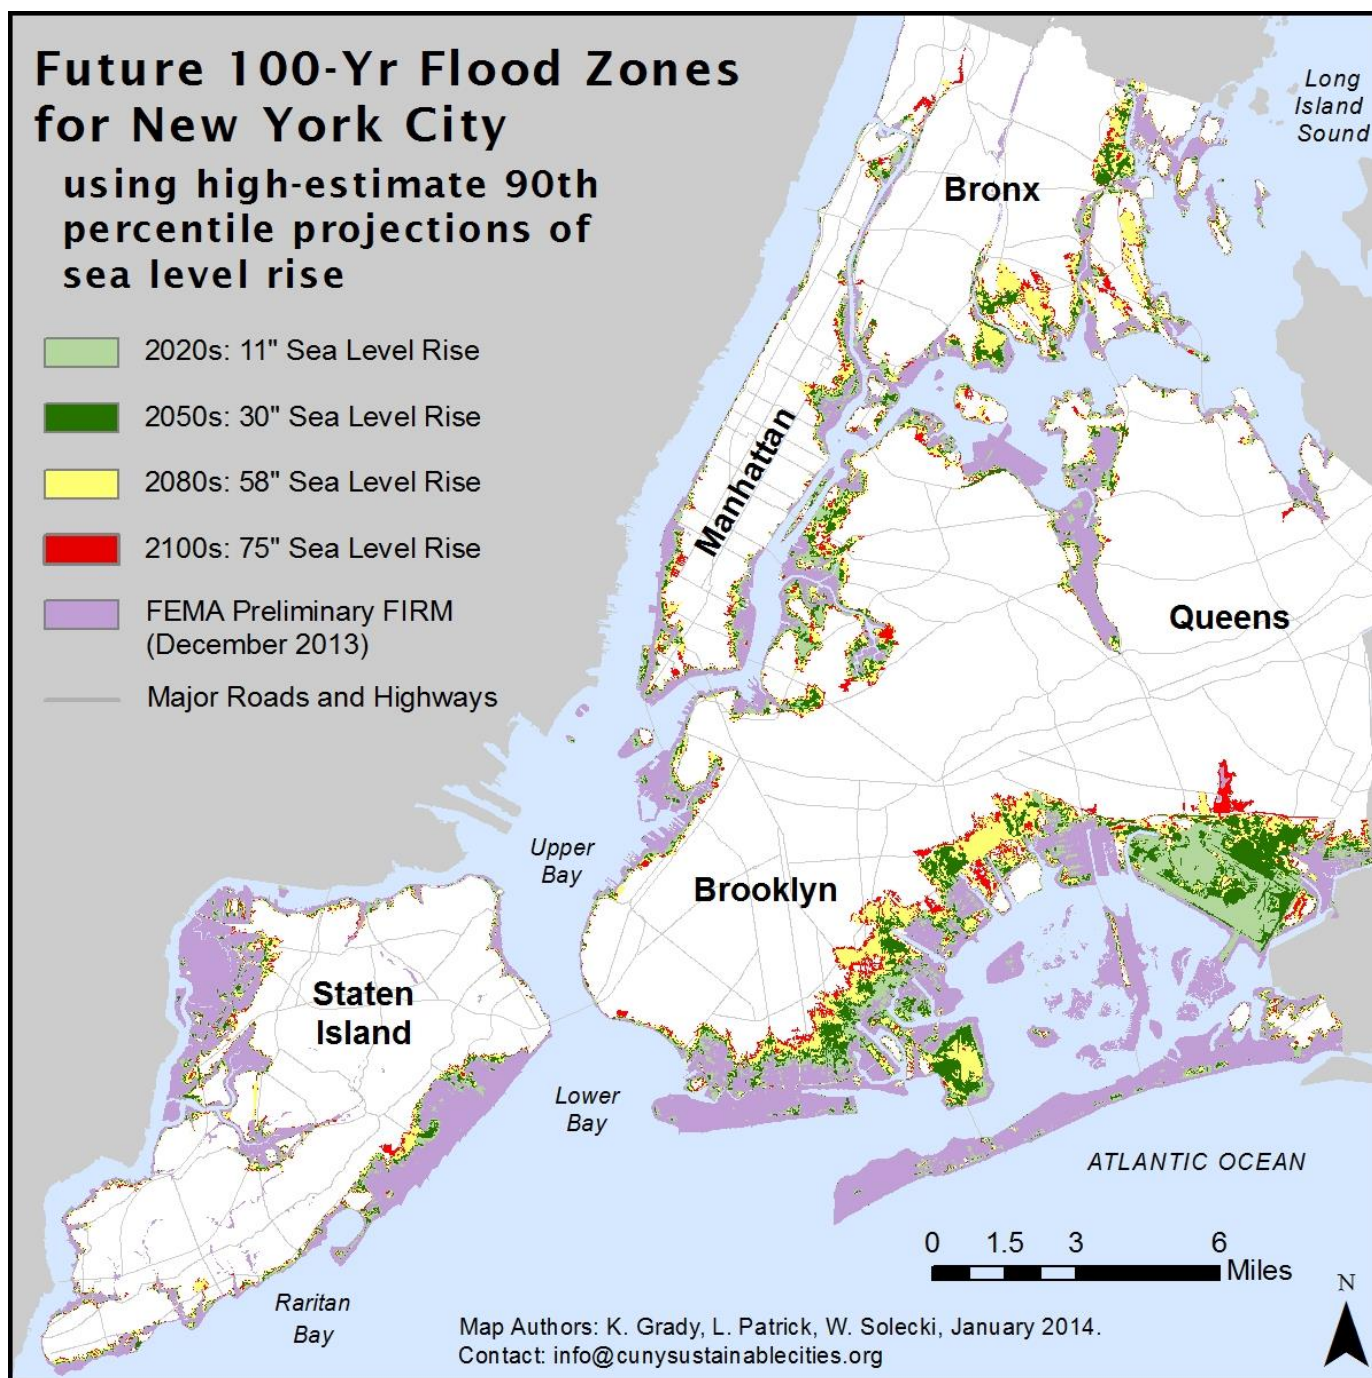 Future 100-Yr Flood Zones
for New York City
using high-estimate 90th
percentile projections of
sea level rise
2020s: 11" Sea Level Rise
2050s: 30" Sea Level Rise
2080s: 58" Sea Level Rise
2100s: 75" Sea Level Rise
FEMA Preliminary FIRM
(December 2013)
Major Roads and Highways
Long
Island
Sound
Bronx
Manhattan
Queens
Upper
Bay
Brooklyn
Staten
Island
Lower
Bay
ATLANTIC OCEAN
0 1.5 3 6
Miles
Raritan
Bay
N
Map Authors: K. Grady, L. Patrick, W. Solecki, January 2014.
Contact: info@cunysustainablecities.org